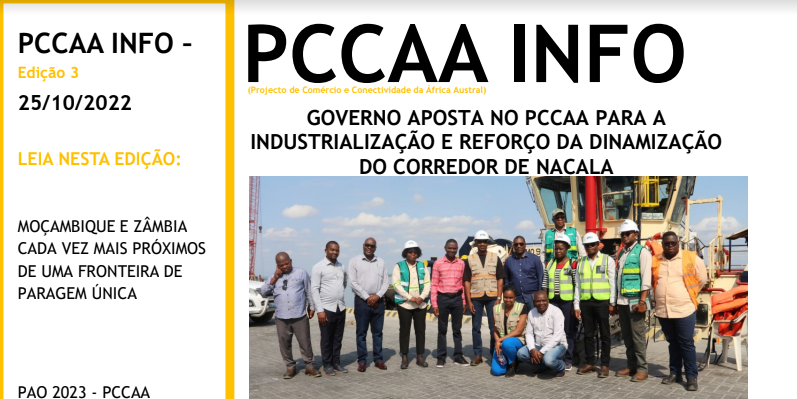 PCCAA INFO –
Edição 3
25/10/2022
LEIA NESTA EDIÇÃO:
MOÇAMBIQUE E ZÂMBIA
CADA VEZ MAIS PRÓXIMOS
DE UMA FRONTEIRA DE
PARAGEM ÚNICA
PAO 2023 - PCCAA
PCCAA INFO
(Projecto de Comércio e Conectividade da África Austral)
GOVERNO APOSTA NO PCCAA PARA A
INDUSTRIALIZAÇÃO E REFORÇO DA DINAMIZAÇÃO
DO CORREDOR DE NACALA